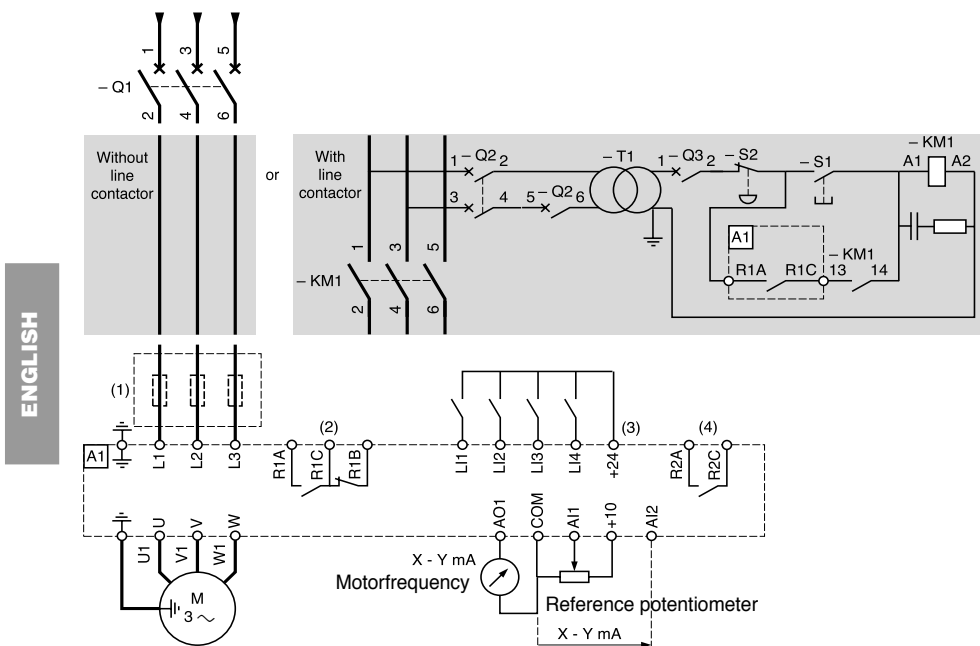 1 3 5
– Q1
2 4 6
Without line contactor
or
With line contactor
1 – Q2 2
3 4 5 – Q2 6
– T1
1 – Q3 2
– S2
– S1
– KM1
A1 A2
A1
R1A R1C
– KM1
13 14
1 3 5
– KM1
2 4 6
ENGLISH
(1)
A1
L1 L2 L3
(2)
R1A R1C R1B
LI1 LI2 LI3 LI4 +24
(3)
(4)
R2A R2C
U V W
U1 V1 W1
M
3 ~
AO1 COM AI1 +10 AI2
X - Y mA
Motorfrequency
Reference potentiometer
X - Y mA